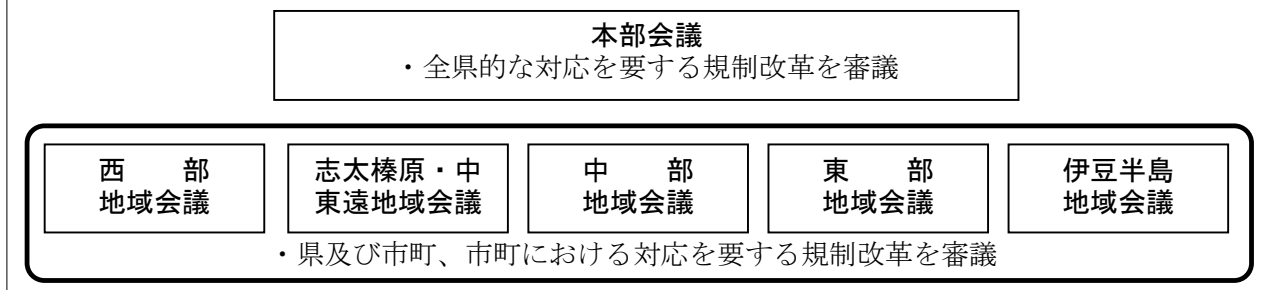 本部会議
・全県的な対応を要する規制改革を審議
西　　部
地域会議
志太榛原・中
東遠地域会議
中　　部
地域会議
東　　部
地域会議
伊豆半島
地域会議
・県及び市町、市町における対応を要する規制改革を審議